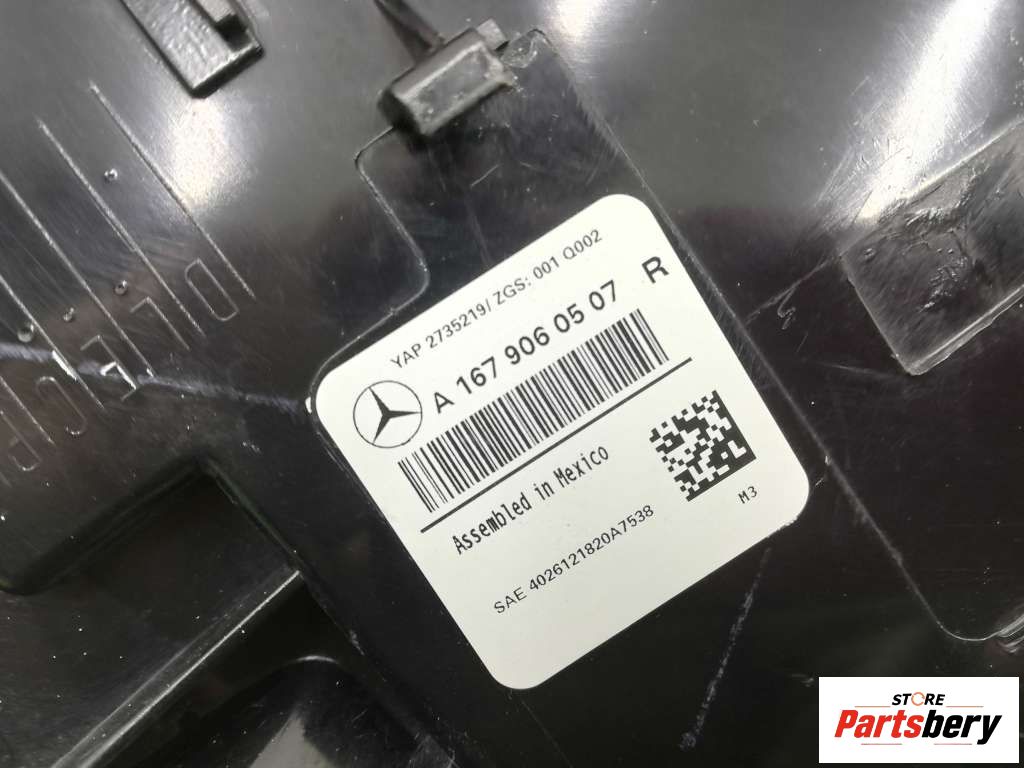 YAP 2735219/ ZGS: 001 Q002
A 167 906 05 07 R
Assembled in Mexico
SAE 4026121820A7538
M3
STORE
Partsbery